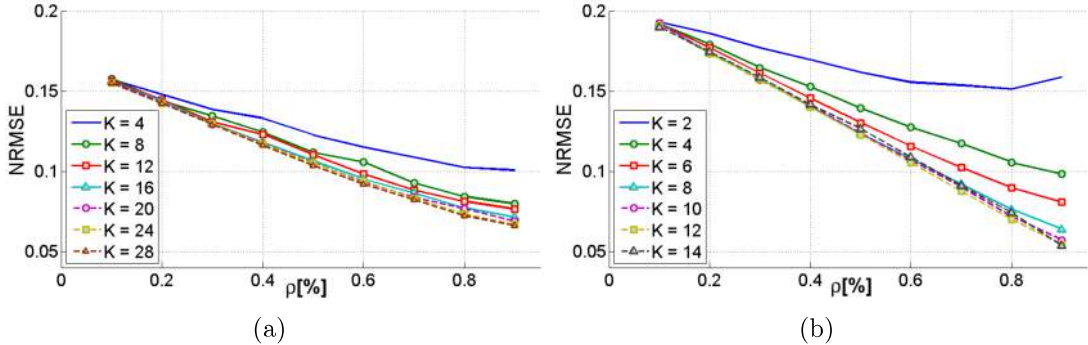 0.2
0.15
0.1
0.05
NRMSE
K = 4
K = 8
K = 12
K = 16
K = 20
K = 24
K = 28
0
0.2
0.4
0.6
0.8
ρ[%]
(a)
0.2
0.15
0.1
0.05
NRMSE
K = 2
K = 4
K = 6
K = 8
K = 10
K = 12
K = 14
0
0.2
0.4
0.6
0.8
ρ[%]
(b)